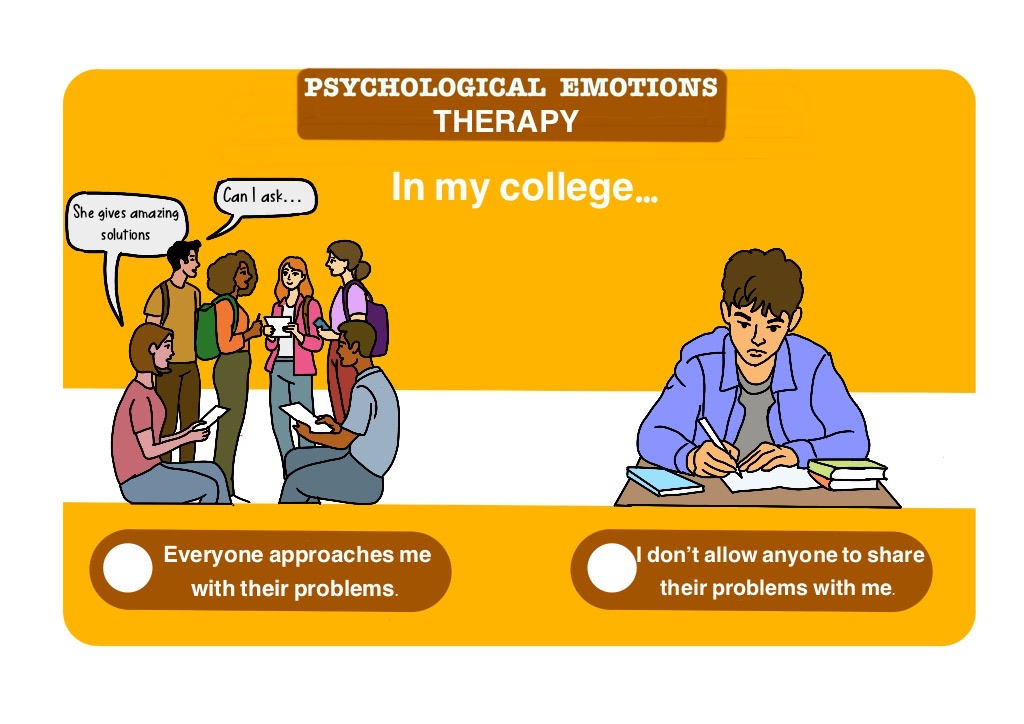 PSYCHOLOGICAL EMOTIONS
THERAPY
In my college...
Can I ask...
She gives amazing
solutions
Everyone approaches me
with their problems.
I don't allow anyone to share
their problems with me.